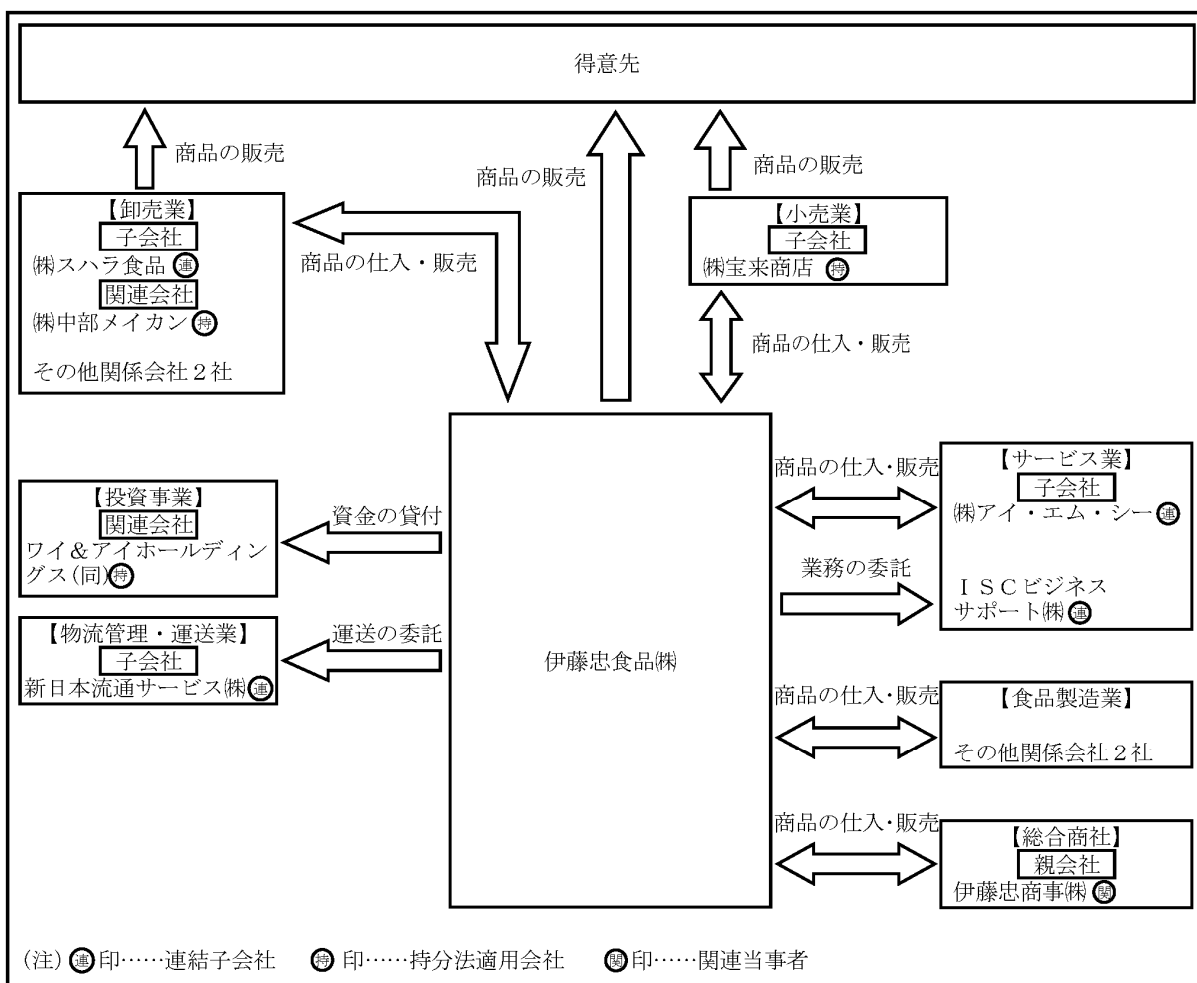 得意先
商品の販売
商品の販売
商品の販売
【卸売業】
子会社
㈱スハラ食品㊟連
関連会社
㈱中部メイカン 持
その他関係会社２社
商品の仕入・販売
【小売業】
子会社
㈱宝来商店 持
商品の仕入・販売
【投資事業】
関連会社
ワイ＆アイホールディン
グス(同) 持
資金の貸付
【物流管理・運送業】
子会社
新日本流通サービス㈱ 連
運送の委託
伊藤忠食品㈱
商品の仕入･販売
【サービス業】
子会社
㈱アイ・エム・シー 連
業務の委託
ＩＳＣビジネス
サポート㈱ 連
商品の仕入･販売
【食品製造業】
その他関係会社２社
商品の仕入･販売
【総合商社】
親会社
伊藤忠商事㈱ 関
(注) 連 印……連結子会社 持 印……持分法適用会社 関 印……関連当事者